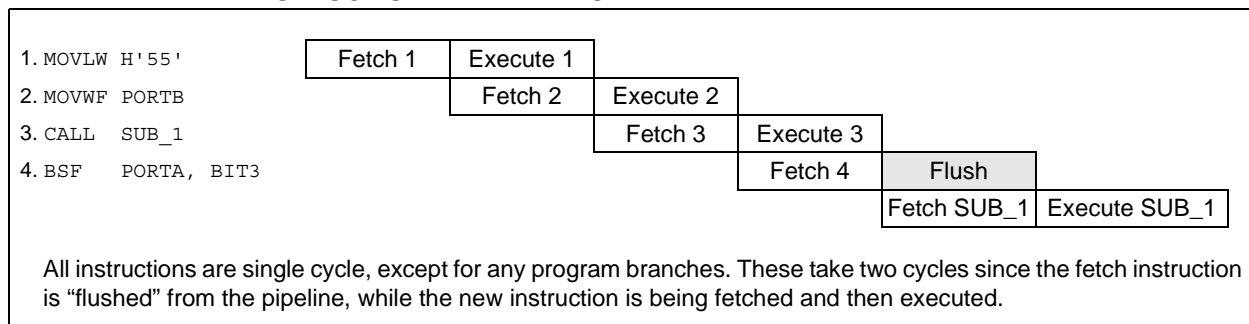 1. MOVLW H'55' Fetch 1 Execute 1
2. MOVWF PORTB Fetch 2 Execute 2
3. CALL SUB_1 Fetch 3 Execute 3
4. BSF PORTA, BIT3 Fetch 4 Flush
Fetch SUB_1 Execute SUB_1
All instructions are single cycle, except for any program branches. These take two cycles since the fetch instruction
is “flushed” from the pipeline, while the new instruction is being fetched and then executed.